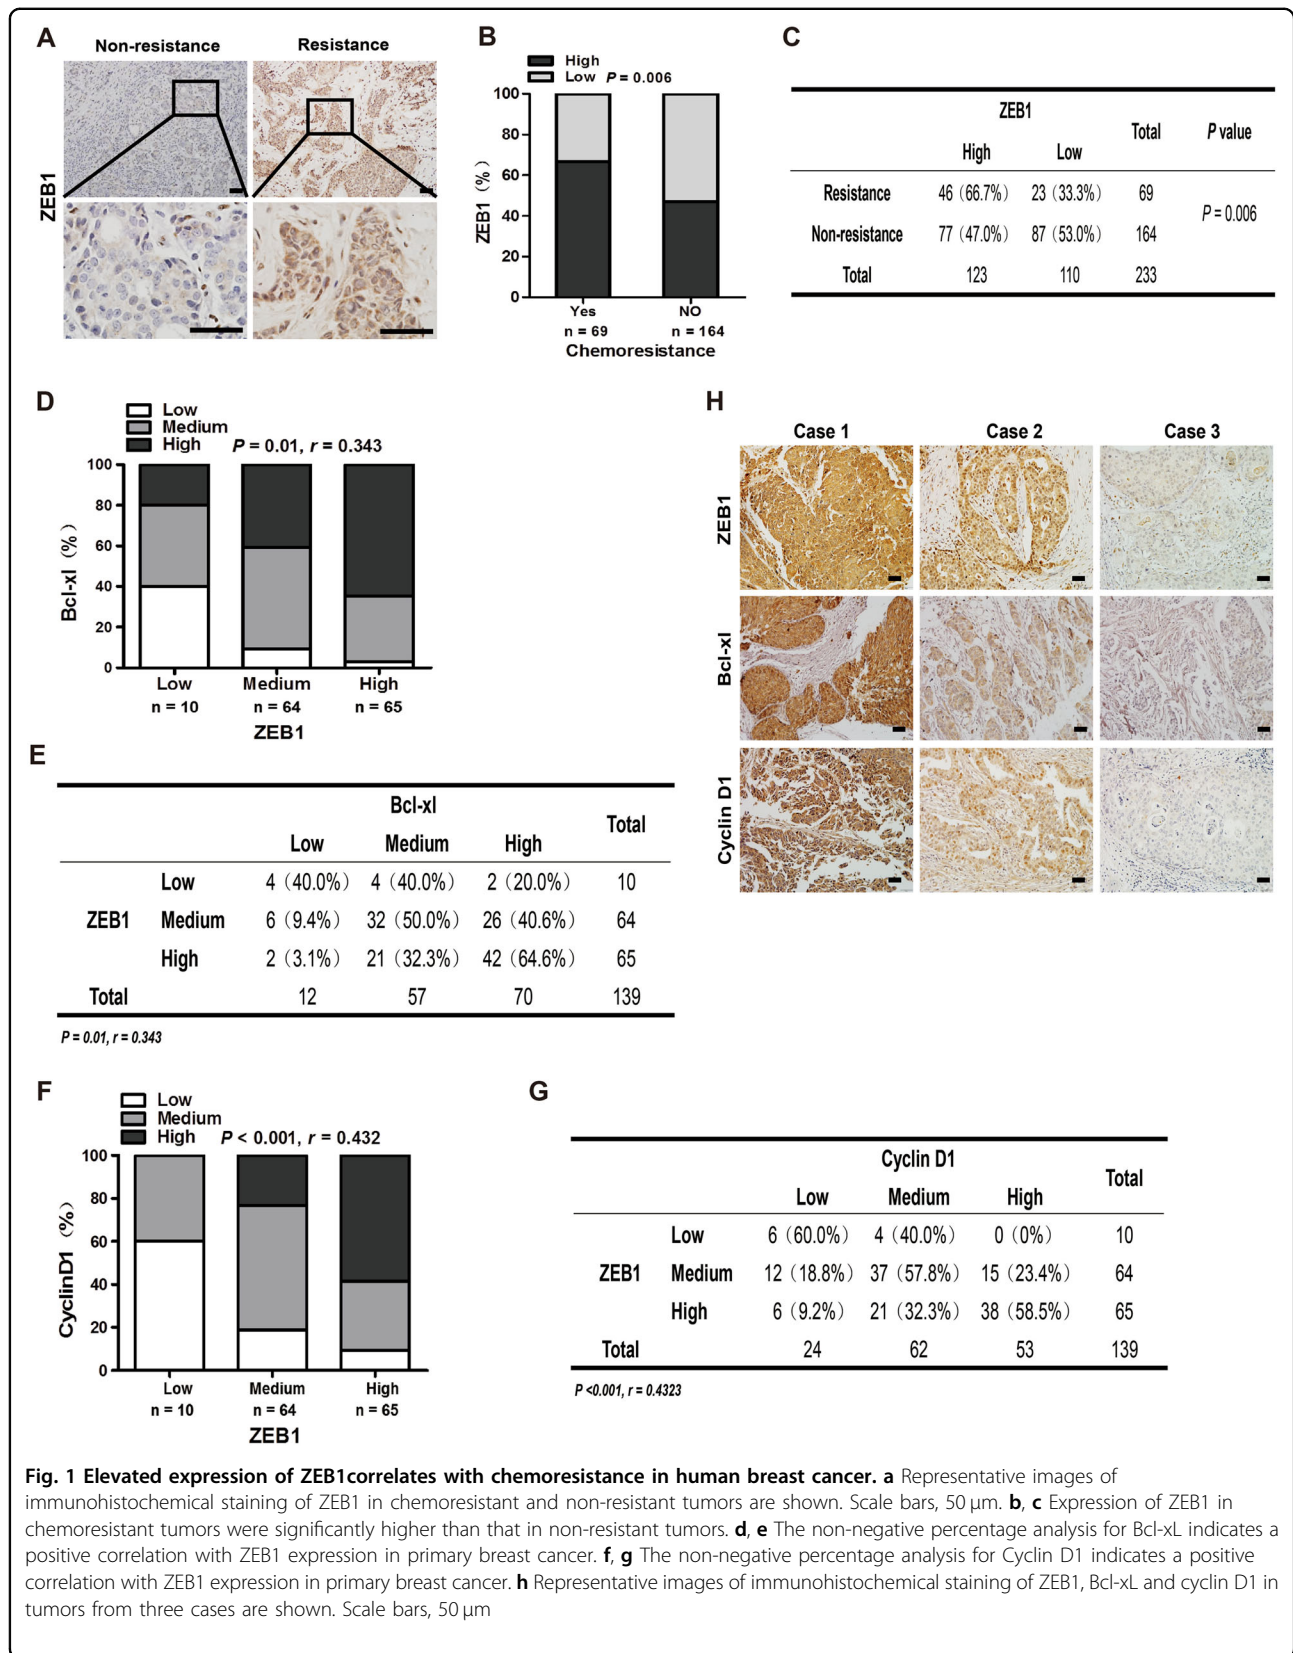 A
Non-resistance
Resistance
ZEB1
B
High
Low P = 0.006
ZEB1 (%)
100
80
60
40
20
0
Yes
NO
n = 69
n = 164
Chemoresistance
C
ZEB1
Total
P value
High
Low
Resistance 46 (66.7%) 23 (33.3%) 69
P = 0.006
Non-resistance 77 (47.0%) 87 (53.0%) 164
Total 123 110 233
D
Low
Medium
High P = 0.01, r = 0.343
Bcl-xl (%)
100
80
60
40
20
0
Low Medium High
n = 10 n = 64 n = 65
ZEB1
E
Bcl-xl
Total
Low Medium High
Low 4 (40.0%) 4 (40.0%) 2 (20.0%) 10
ZEB1 Medium 6 (9.4%) 32 (50.0%) 26 (40.6%) 64
High 2 (3.1%) 21 (32.3%) 42 (64.6%) 65
Total 12 57 70 139
P = 0.01, r = 0.343
H
Case 1 Case 2 Case 3
ZEB1
Bcl-xl
Cyclin D1
F
Low
Medium
High P < 0.001, r = 0.432
CyclinD1 (%)
100
80
60
40
20
0
Low Medium High
n = 10 n = 64 n = 65
ZEB1
G
Cyclin D1
Total
Low Medium High
Low 6 (60.0%) 4 (40.0%) 0 (0%) 10
ZEB1 Medium 12 (18.8%) 37 (57.8%) 15 (23.4%) 64
High 6 (9.2%) 21 (32.3%) 38 (58.5%) 65
Total 24 62 53 139
P <0.001, r = 0.4323
Fig. 1 Elevated expression of ZEB1correlates with chemoresistance in human breast cancer. a Representative images of
immunohistochemical staining of ZEB1 in chemoresistant and non-resistant tumors are shown. Scale bars, 50 μm. b, c Expression of ZEB1 in
chemoresistant tumors were significantly higher than that in non-resistant tumors. d, e The non-negative percentage analysis for Bcl-xL indicates a
positive correlation with ZEB1 expression in primary breast cancer. f, g The non-negative percentage analysis for Cyclin D1 indicates a positive
correlation with ZEB1 expression in primary breast cancer. h Representative images of immunohistochemical staining of ZEB1, Bcl-xL and cyclin D1 in
tumors from three cases are shown. Scale bars, 50 μm